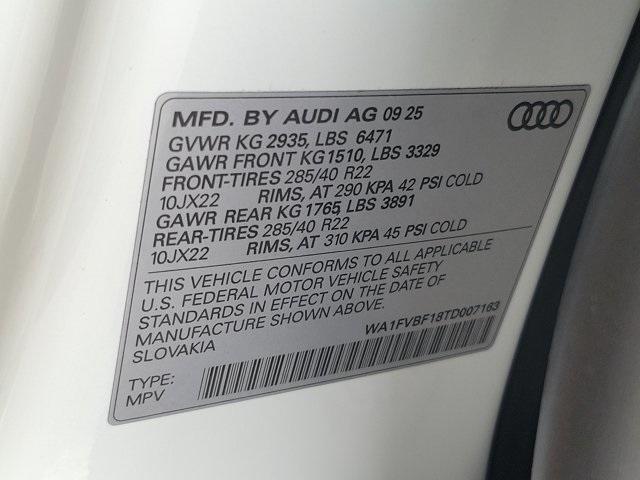 MFD. BY AUDI AG 09 25
GVWR KG 2935, LBS 6471
GAWR FRONT KG 1510, LBS 3329
FRONT-TIRES 285/40 R22
10JX22 RIMS, AT 290 KPA 42 PSI COLD
GAWR REAR KG 1765, LBS 3891
REAR-TIRES 285/40 R22
10JX22 RIMS, AT 310 KPA 45 PSI COLD
THIS VEHICLE CONFORMS TO ALL APPLICABLE
U.S. FEDERAL MOTOR VEHICLE SAFETY
STANDARDS IN EFFECT ON THE DATE OF
MANUFACTURE SHOWN ABOVE.
SLOVAKIA
WA1FVBF18TD007163
TYPE:
MPV